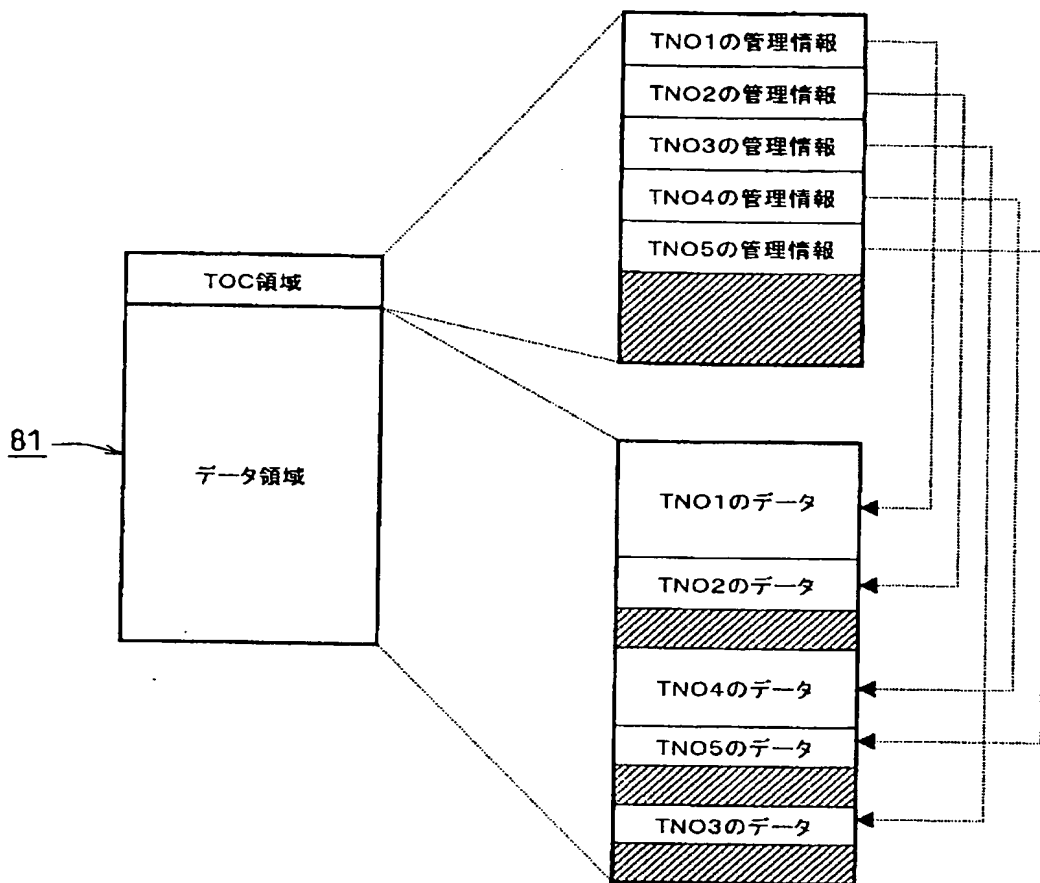 TNO1の管理情報
TNO2の管理情報
TNO3の管理情報
TNO4の管理情報
TNO5の管理情報
TOC領域
81
データ領域
TNO1のデータ
TNO2のデータ
TNO4のデータ
TNO5のデータ
TNO3のデータ